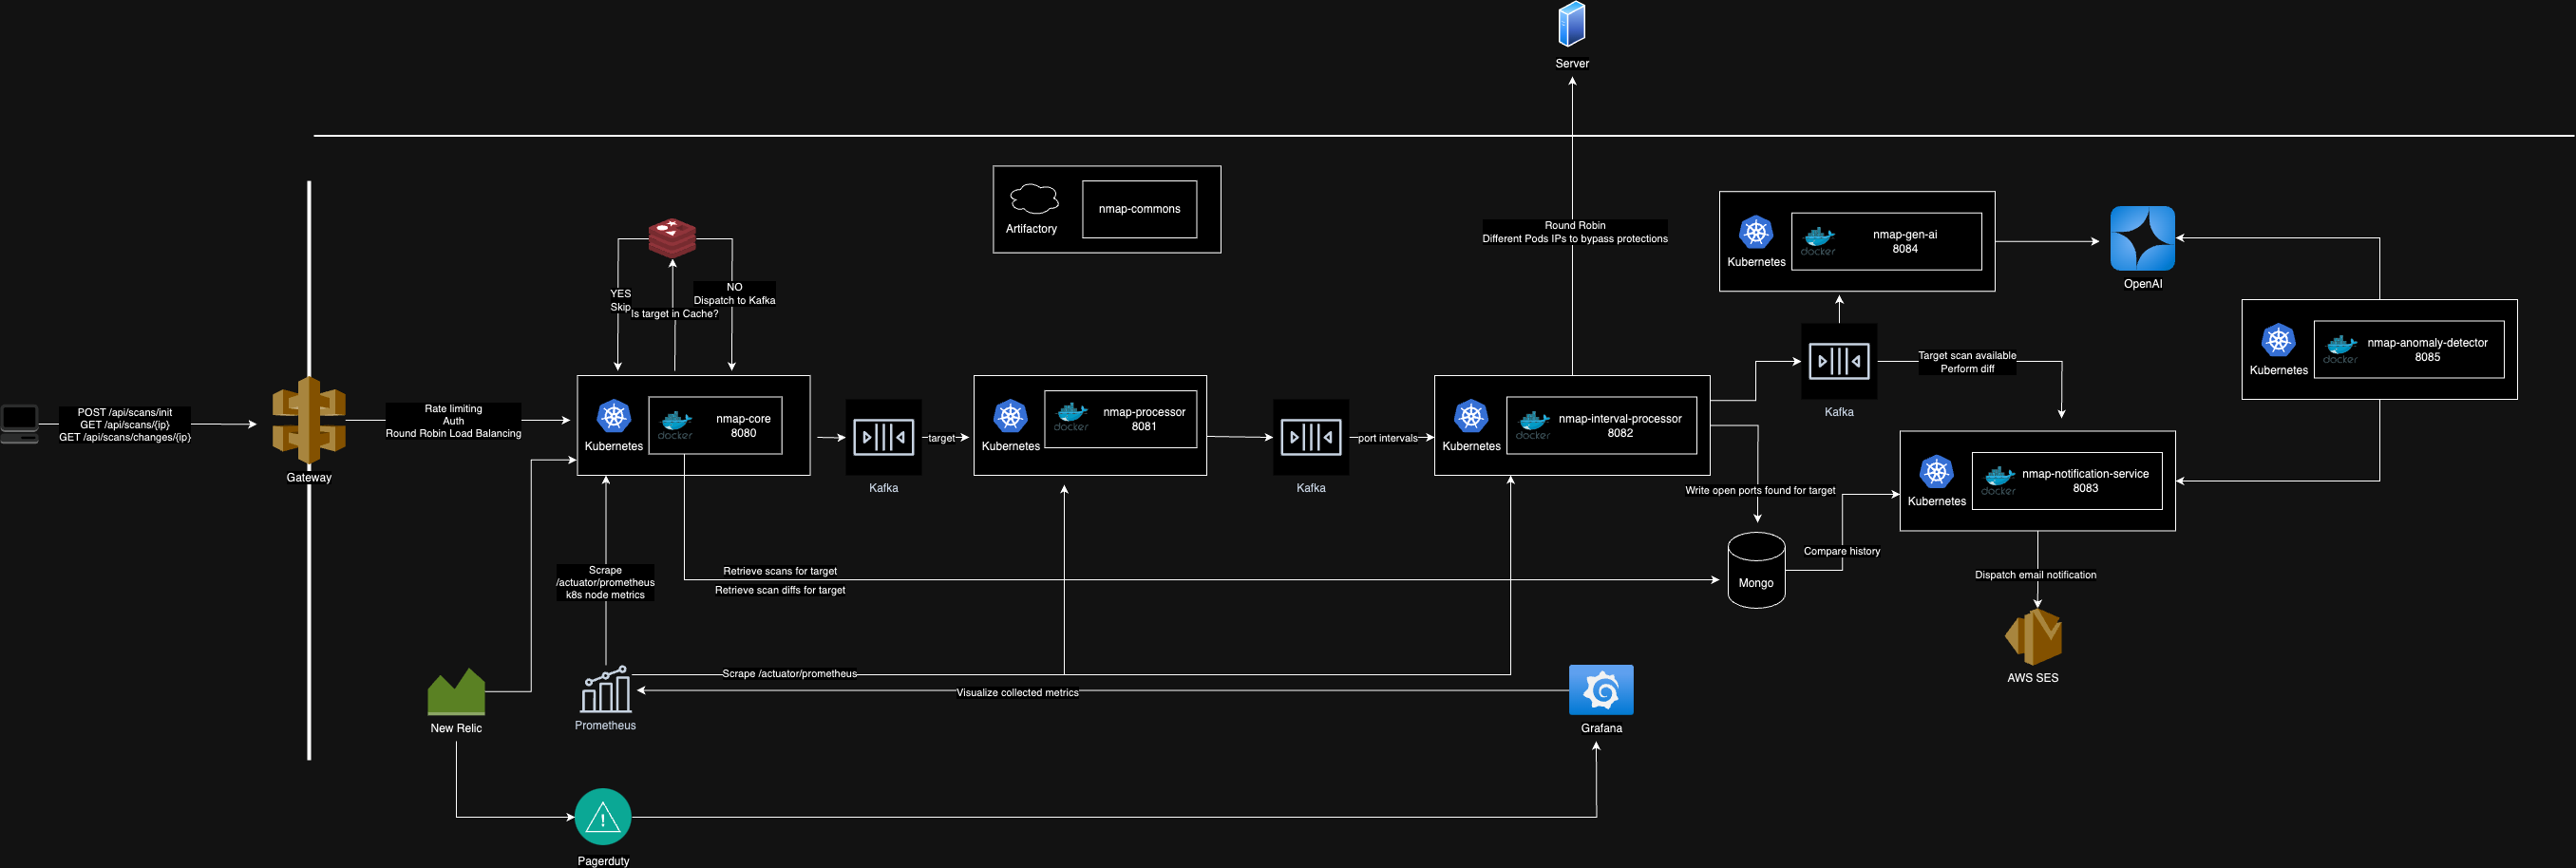 Server
Artifactory
nmap-commons
Round Robin
Different Pods IPs to bypass protections
Kubernetes
docker
nmap-gen-ai
8084
OpenAI
YES
Skip
Is target in Cache?
NO
Dispatch to Kafka
Kafka
Target scan available
Perform diff
Kubernetes
docker
nmap-anomaly-detector
8085
POST /api/scans/init
GET /api/scans/{ip}
GET /api/scans/changes/{ip}
Gateway
Rate limiting
Auth
Round Robin Load Balancing
Kubernetes
docker
nmap-core
8080
Kafka
target
Kubernetes
docker
nmap-processor
8081
Kafka
port intervals
Kubernetes
docker
nmap-interval-processor
8082
Write open ports found for target
Kubernetes
docker
nmap-notification-service
8083
Compare history
Mongo
Dispatch email notification
AWS SES
Scrape
/actuator/prometheus
k8s node metrics
Retrieve scans for target
Retrieve scan diffs for target
New Relic
Prometheus
Scrape /actuator/prometheus
Visualize collected metrics
Grafana
Pagerduty